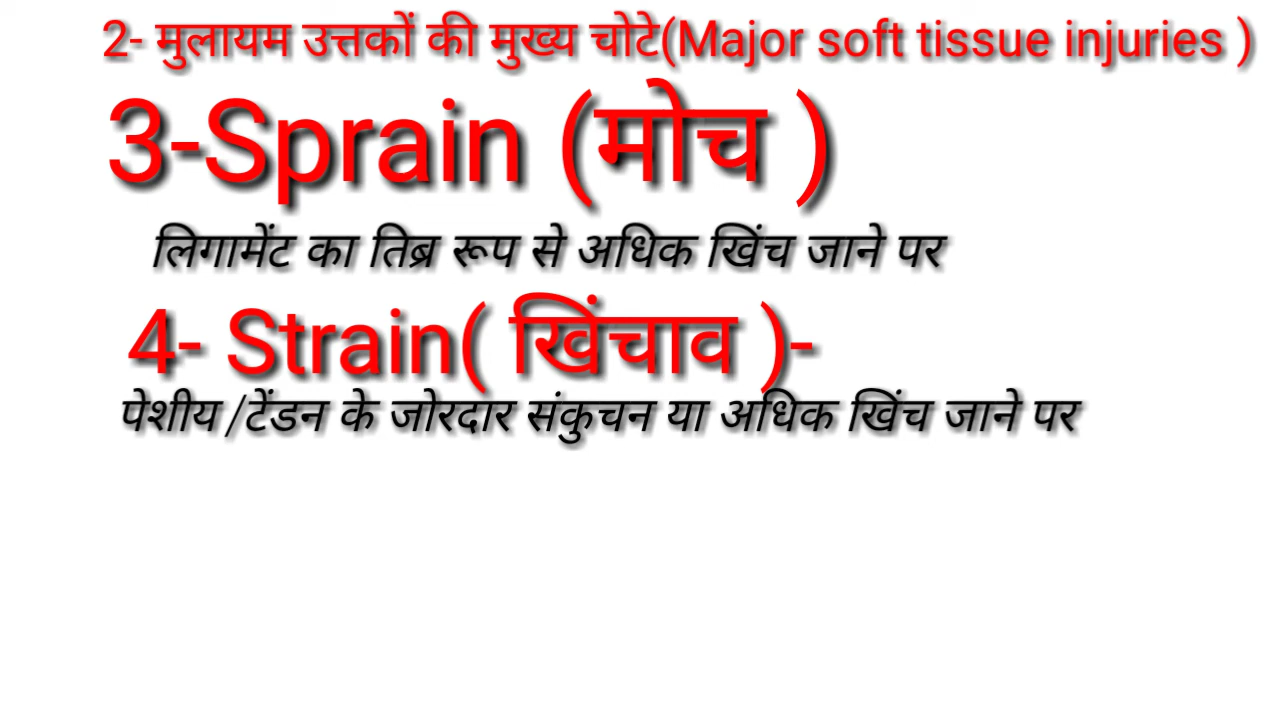 2- मुलायम उत्तकों की मुख्य चोटे(Major soft tissue injuries )
3-Sprain (मोच )
लिगामेंट का तिब्र रूप से अधिक खिंच जाने पर
4- Strain( खिंचाव )-
पेशीय /टेंडन के जोरदार संकुचन या अधिक खिंच जाने पर